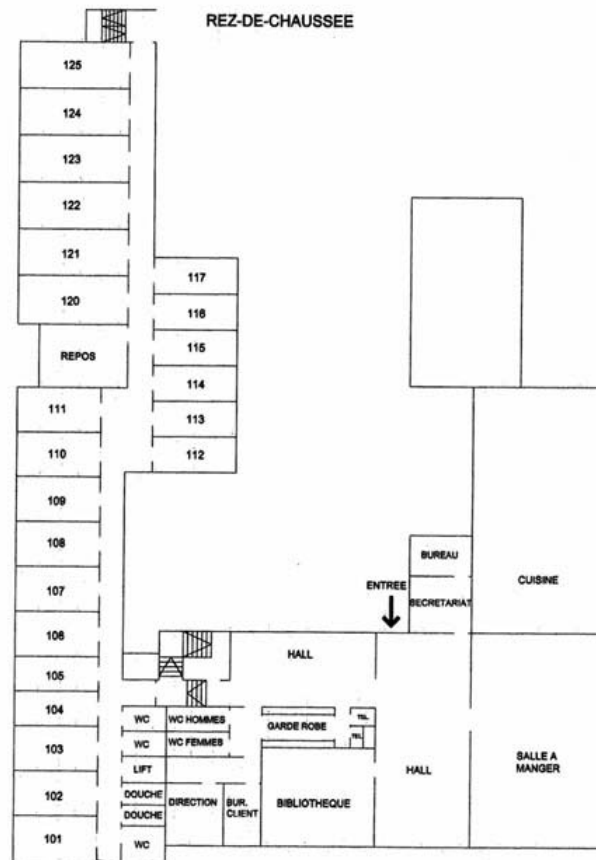 REZ-DE-CHAUSSEE
125
124
123
122
121
120
117
116
115
114
113
112
REPOS
111
110
109
108
107
106
105
104
103
102
101
BUREAU
SECRETARIAT
CUISINE
ENTREE
HALL
WC
WC HOMMES
GARDE ROBE
TEL.
TEL.
WC
WC FEMMES
LIFT
HALL
SALLE A
MANGER
DOUCHE
DOUCHE
DIRECTION
BUR.
CLIENT
BIBLIOTHEQUE
WC